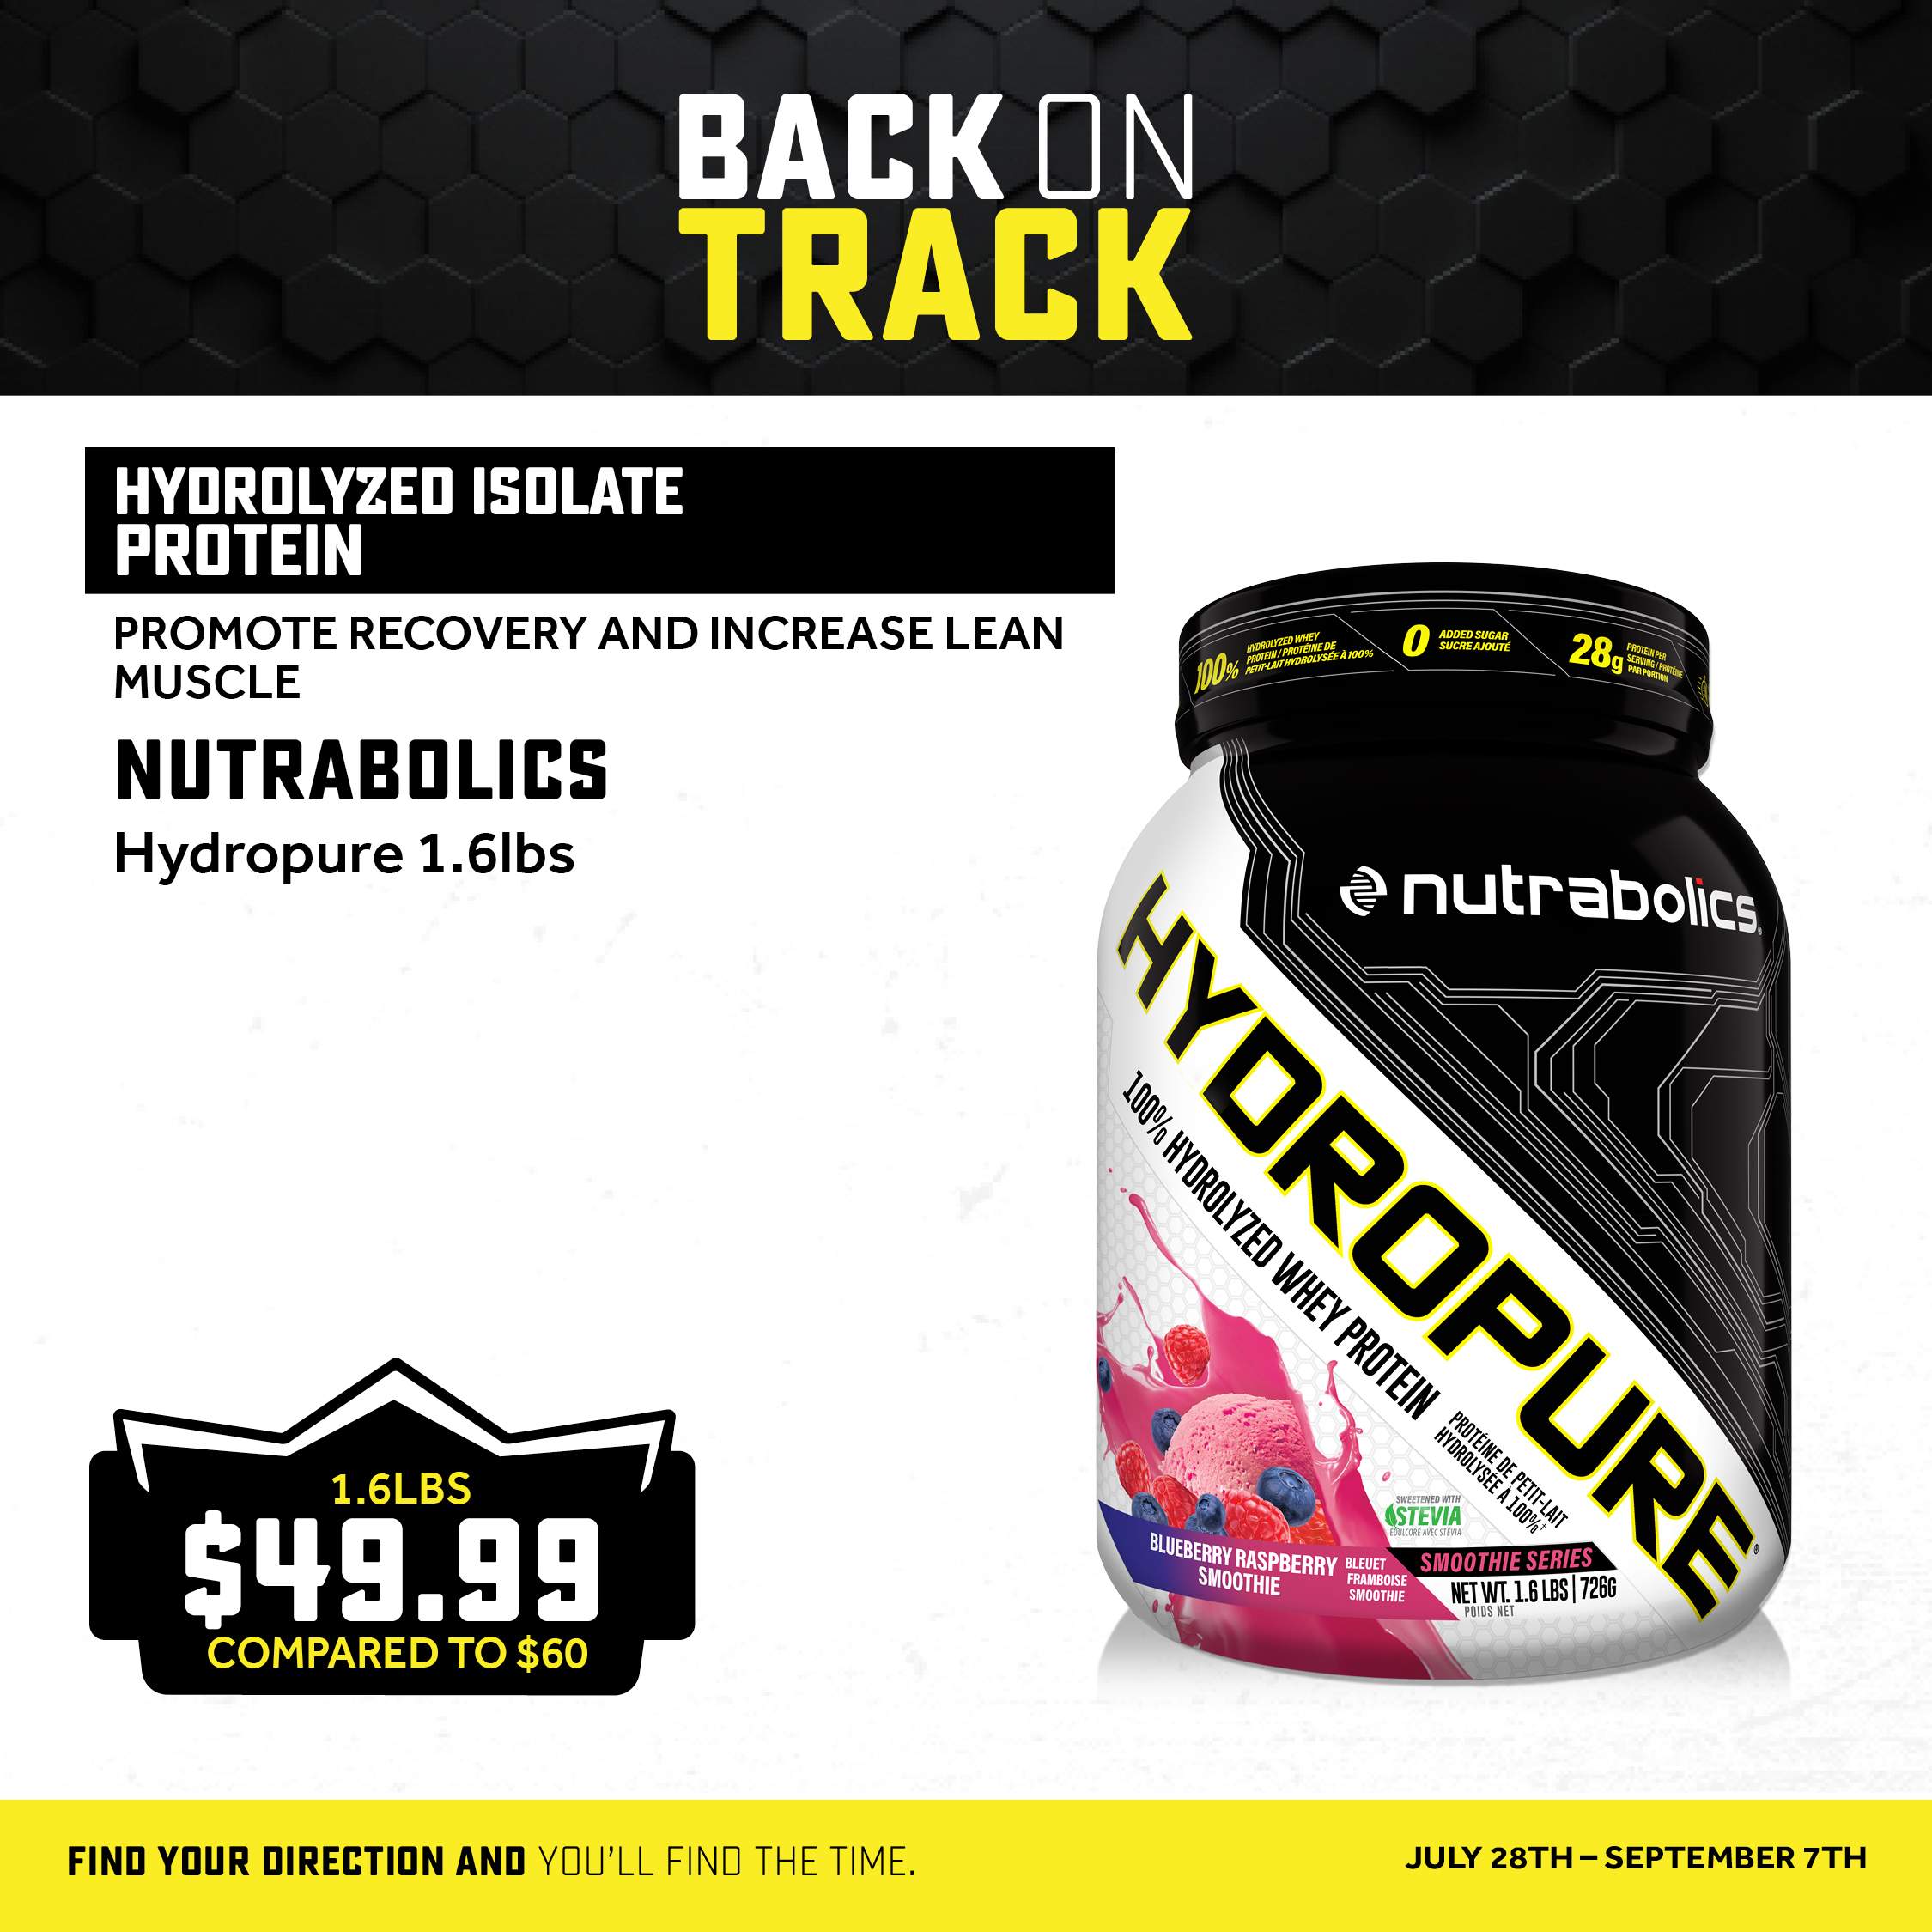 BACK ON
TRACK
HYDROLYZED ISOLATE
PROTEIN
PROMOTE RECOVERY AND INCREASE LEAN
MUSCLE
NUTRABOLICS
Hydropure 1.6lbs
100% HYDROLYZED WHEY
PROTEIN / PROTÉINE DE
PETIT-LAIT HYDROLYSÉE À 100%
0 ADDED SUGAR
SUCRE AJOUTÉ
28g PROTEIN PER
SERVING / PROTÉINE
PAR PORTION
nutrabolics®
HYDROPURE®
100% HYDROLYZED WHEY PROTEIN
PROTÉINE DE PETIT-LAIT
HYDROLYSÉE À 100%†
SWEETENED WITH
STEVIA
ÉDULCORÉ AVEC STÉVIA
BLUEBERRY RASPBERRY
SMOOTHIE
BLEUET
FRAMBOISE
SMOOTHIE
SMOOTHIE SERIES
NET WT. 1.6 LBS | 726G
POIDS NET
1.6LBS
$49.99
COMPARED TO $60
FIND YOUR DIRECTION AND YOU'LL FIND THE TIME.
JULY 28TH – SEPTEMBER 7TH